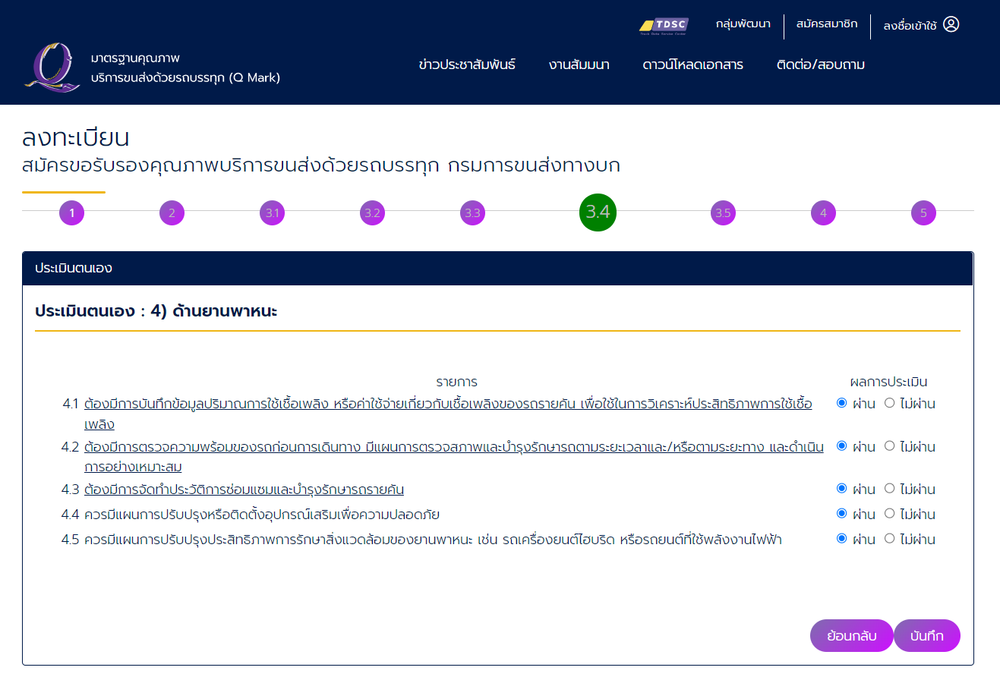 TDSC
กลุ่มพัฒนา
สมัครสมาชิก
ลงชื่อเข้าใช้
มาตรฐานคุณภาพ
บริการขนส่งด้วยรถบรรทุก (Q Mark)
ข่าวประชาสัมพันธ์ งานสัมมนา ดาวน์โหลดเอกสาร ติดต่อ/สอบถาม
ลงทะเบียน
สมัครขอรับรองคุณภาพบริการขนส่งด้วยรถบรรทุก กรมการขนส่งทางบก
1 2 3.1 3.2 3.3 3.4 3.5 4 5
ประเมินตนเอง
ประเมินตนเอง : 4) ด้านยานพาหนะ
รายการ ผลการประเมิน
4.1 ต้องมีการบันทึกข้อมูลปริมาณการใช้เชื้อเพลิง หรือค่าใช้จ่ายเกี่ยวกับเชื้อเพลิงของรถรายคัน เพื่อใช้ในการวิเคราะห์ประสิทธิภาพการใช้เชื้อ ผ่าน ไม่ผ่าน
เพลิง
4.2 ต้องมีการตรวจความพร้อมของรถก่อนการเดินทาง มีแผนการตรวจสภาพและบำรุงรักษารถตามระยะเวลาและ/หรือตามระยะทาง และดำเนิน ผ่าน ไม่ผ่าน
การอย่างเหมาะสม
4.3 ต้องมีการจัดทำประวัติการซ่อมแซมและบำรุงรักษารถรายคัน ผ่าน ไม่ผ่าน
4.4 ควรมีแผนการปรับปรุงหรือติดตั้งอุปกรณ์เสริมเพื่อความปลอดภัย ผ่าน ไม่ผ่าน
4.5 ควรมีแผนการปรับปรุงประสิทธิภาพการรักษาสิ่งแวดล้อมของยานพาหนะ เช่น รถเครื่องยนต์ไฮบริด หรือรถยนต์ที่ใช้พลังงานไฟฟ้า ผ่าน ไม่ผ่าน
ย้อนกลับ บันทึก